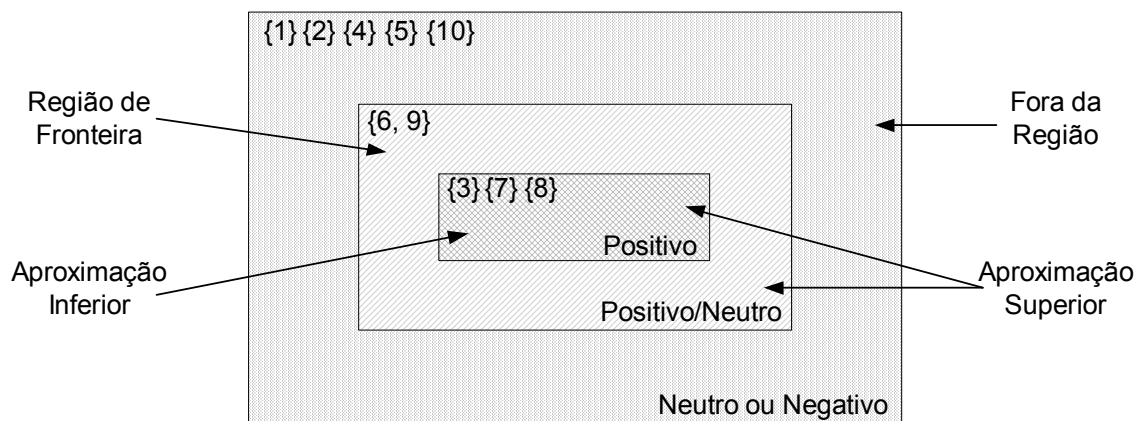 {1} {2} {4} {5} {10}
Região de
Fronteira
Fora da
Região
{6, 9}
{3} {7} {8}
Positivo
Aproximação
Inferior
Aproximação
Superior
Positivo/Neutro
Neutro ou Negativo